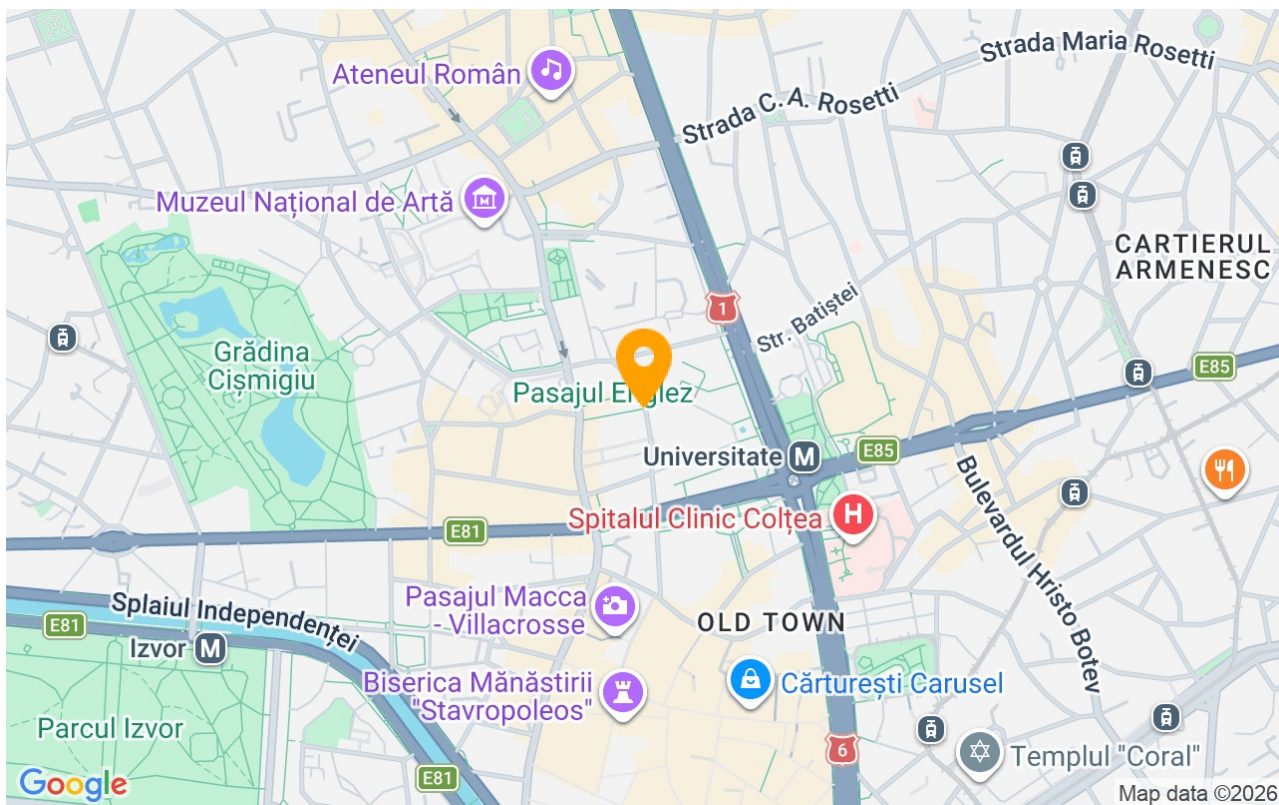 Strada Maria Rosetti
Ateneul Român
Strada C. A. Rosetti
Muzeul Național de Artă
CARTIERUL
ARMENESC
1
Str. Batiștei
Grădina
Cișmigiu
E85
Pasajul Englez
Universitate M
E85
Bulevardul Hristo Botev
Spitalul Clinic Colțea H
E81
Splaiul Independenței
E81
Pasajul Macca
- Villacrosse
OLD TOWN
Izvor M
Biserica Mănăstirii
"Stavropoleos"
Cărturești Carusel
Parcul Izvor
6
Templul "Coral"
E81
Google
Map data ©2026